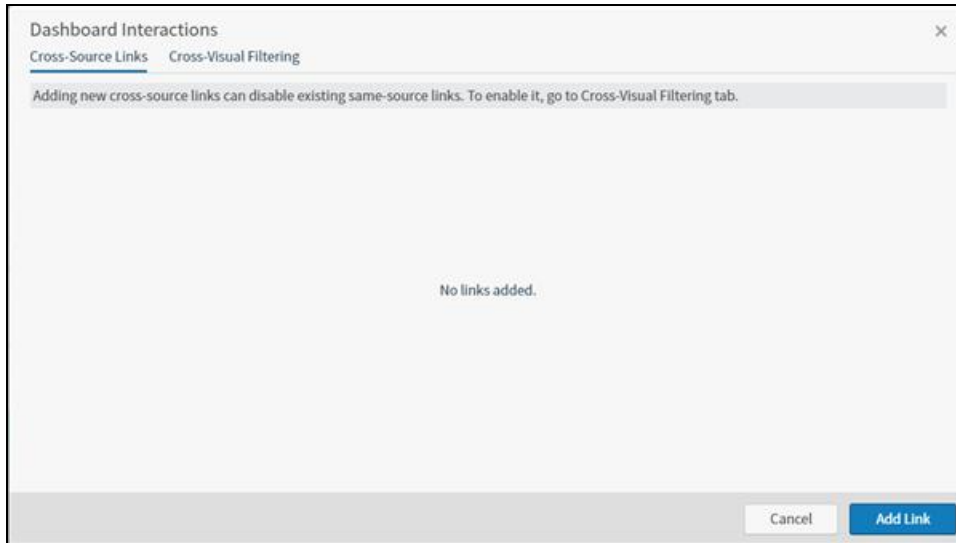 Dashboard Interactions
Cross-Source Links Cross-Visual Filtering
Adding new cross-source links can disable existing same-source links. To enable it, go to Cross-Visual Filtering tab.
No links added.
Cancel Add Link